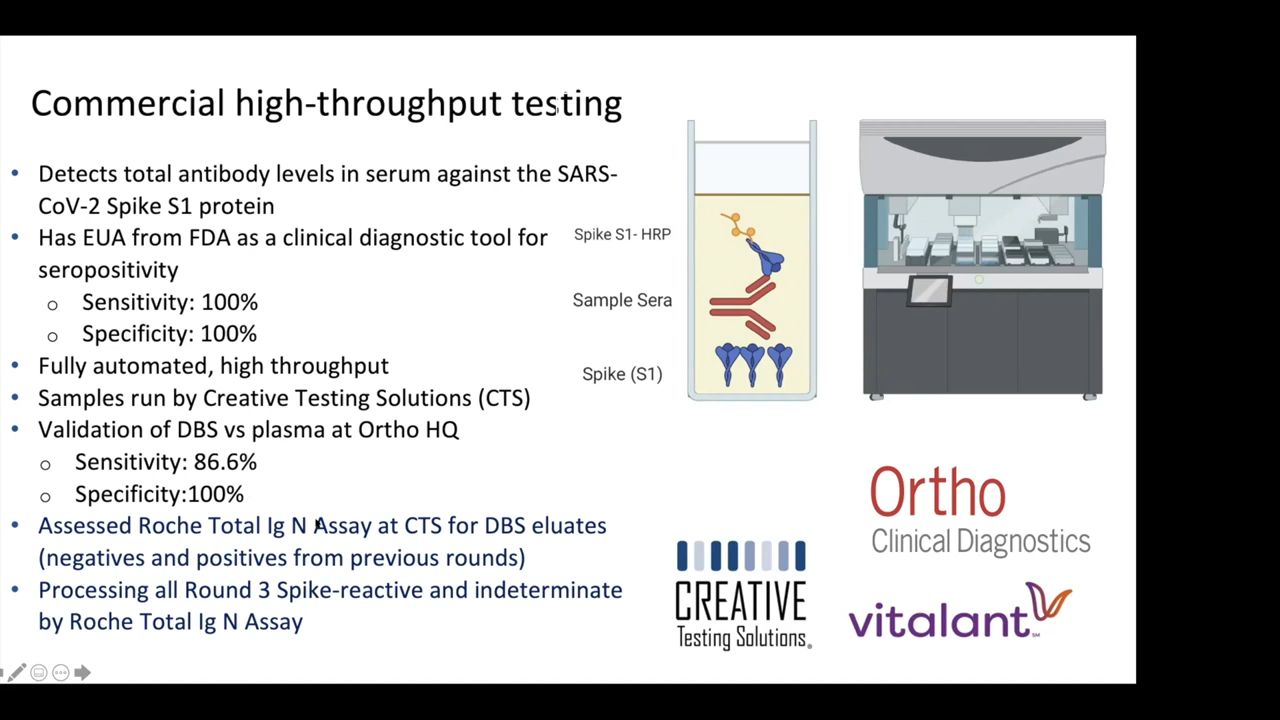 Commercial high-throughput testing
• Detects total antibody levels in serum against the SARS-
CoV-2 Spike S1 protein
• Has EUA from FDA as a clinical diagnostic tool for
seropositivity
o Sensitivity: 100%
o Specificity: 100%
• Fully automated, high throughput
• Samples run by Creative Testing Solutions (CTS)
• Validation of DBS vs plasma at Ortho HQ
o Sensitivity: 86.6%
o Specificity:100%
• Assessed Roche Total Ig N Assay at CTS for DBS eluates
(negatives and positives from previous rounds)
• Processing all Round 3 Spike-reactive and indeterminate
by Roche Total Ig N Assay
Spike S1- HRP
Sample Sera
Spike (S1)
Ortho
Clinical Diagnostics
CREATIVE
Testing Solutions®
vitalant℠